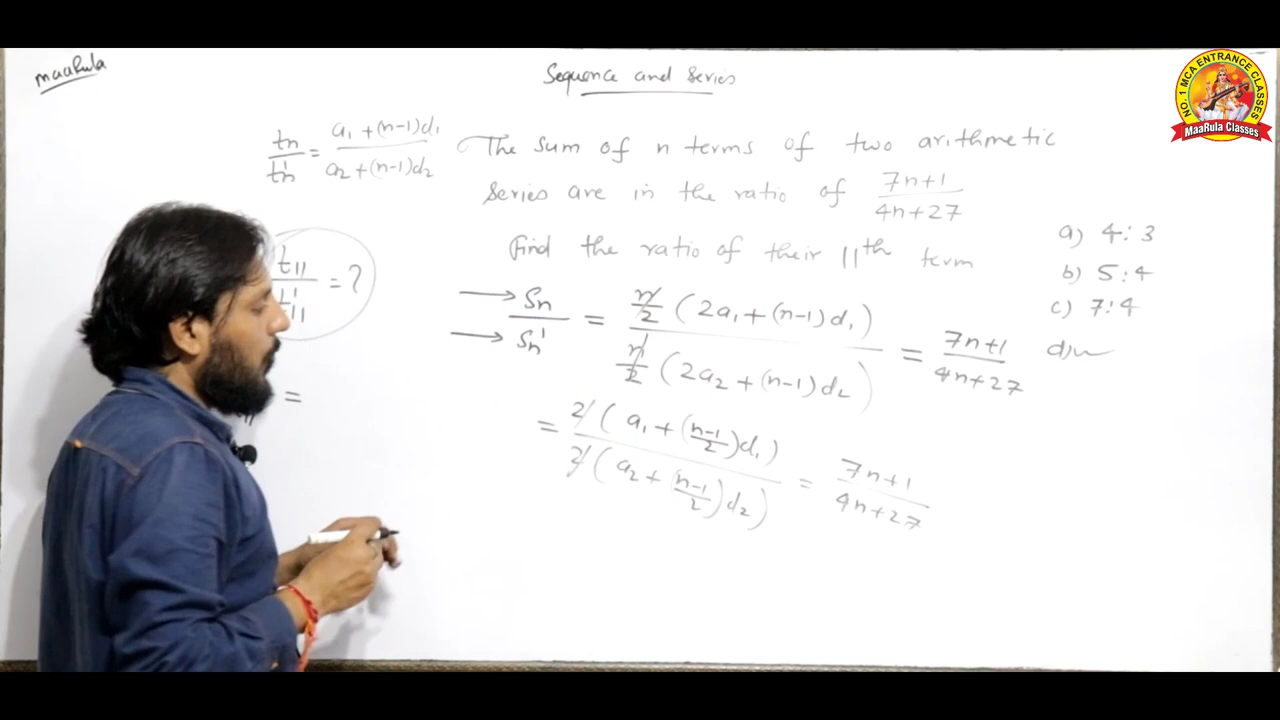 maaRula
Sequence and Series
tn/t'n = a1+(n-1)d1 / a2+(n-1)d2
The sum of n terms of two arithmetic
Series are in the ratio of 7n+1/4n+27
Find the ratio of their 11th term
a) 4:3
b) 5:4
c) 7:4
d)
t11/t'11 = ?
Sn/Sn' = n/2 (2a1+(n-1)d1) / n/2 (2a2+(n-1)d2) = 7n+1/4n+27
= 2(a1+(n-1/2)d1) / 2(a2+(n-1/2)d2) = 7n+1/4n+27
=
NO. 1 MCA ENTRANCE CLASSES
MaaRula Classes